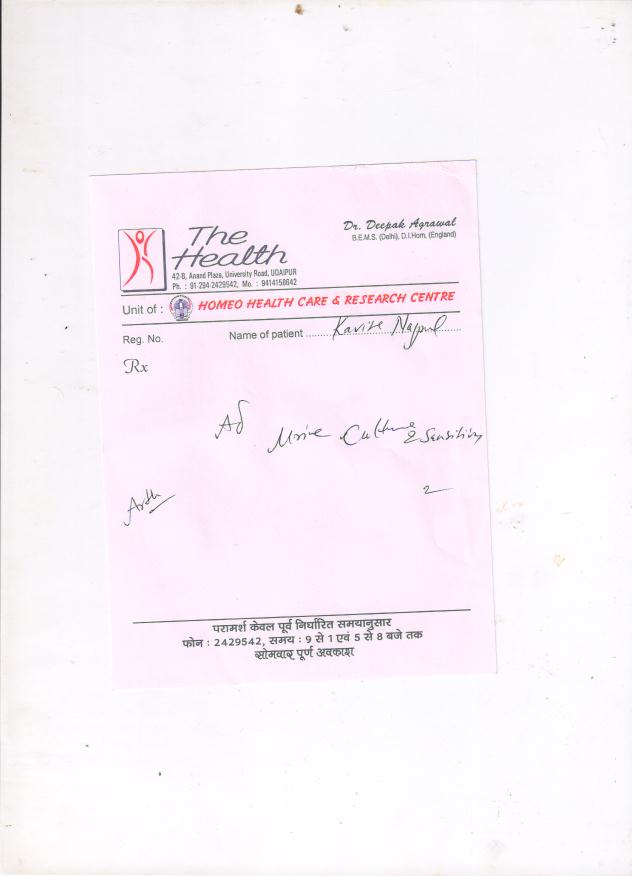 The
Health
42-B, Anand Plaza, University Road, UDAIPUR
Ph. : 91-294-2429542, Mo. : 9414158642
Dr. Deepak Agrawal
B.E.M.S. (Delhi), D.I.Hom, (England)
Unit of : HOMEO HEALTH CARE & RESEARCH CENTRE
Reg. No. Name of patient
Rx
Ad Urine Culture & Sensitivity
परामर्श केवल पूर्व निर्धारित समयानुसार
फोन : 2429542, समय : 9 से 1 एवं 5 से 8 बजे तक
सोमवार पूर्ण अवकाश